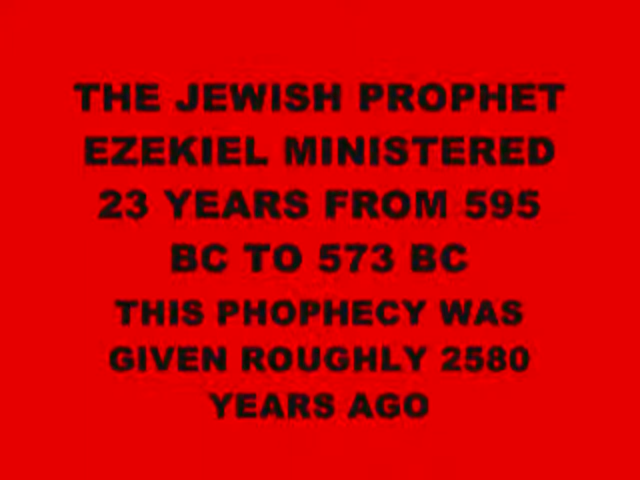 THE JEWISH PROPHET
EZEKIEL MINISTERED
23 YEARS FROM 595
BC TO 573 BC
THIS PHOPHECY WAS
GIVEN ROUGHLY 2580
YEARS AGO